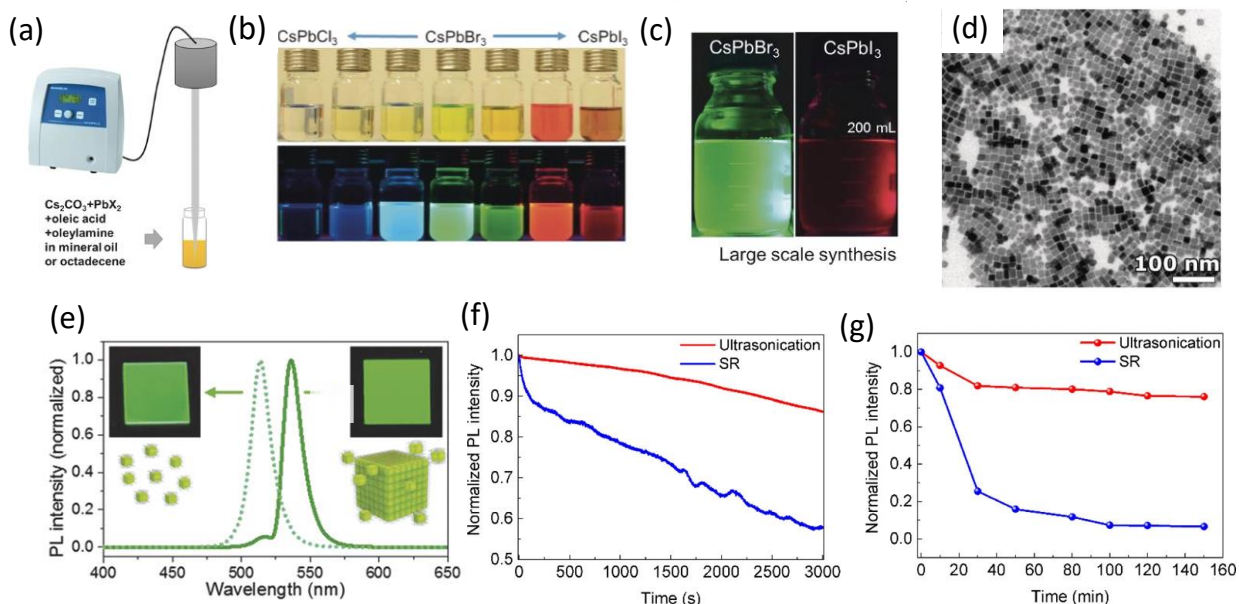 (a)
Cs₂CO₃+PbX₂
+oleic acid
+oleylamine
in mineral oil
or octadecene
(b)
CsPbCl₃ CsPbBr₃ CsPbI₃
(c)
CsPbBr₃ CsPbI₃
200 mL
Large scale synthesis
(d)
100 nm
(e)
PL intensity (normalized)
1.0
0.8
0.6
0.4
0.2
0.0
400 450 500 550 600 650
Wavelength (nm)
(f)
Ultrasonication
SR
Normalized PL intensity
1.0
0.9
0.8
0.7
0.6
0.5
0 500 1000 1500 2000 2500 3000
Time (s)
(g)
Ultrasonication
SR
Normalized PL intensity
1.0
0.8
0.6
0.4
0.2
0.0
0 20 40 60 80 100 120 140 160
Time (min)